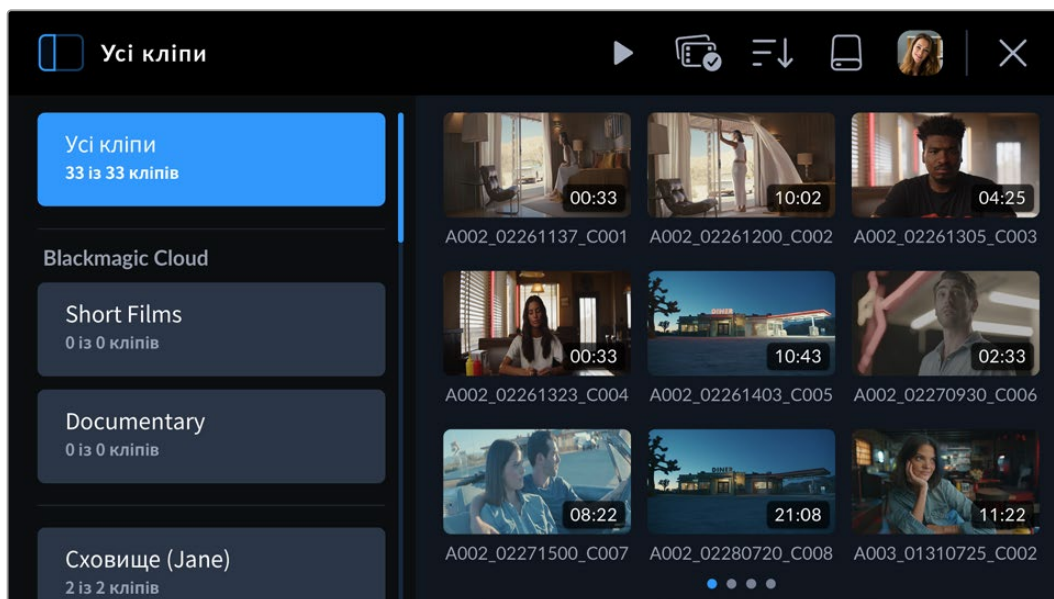 Усі кліпи
Усі кліпи
33 із 33 кліпів
Blackmagic Cloud
Short Films
0 із 0 кліпів
Documentary
0 із 0 кліпів
Сховище (Jane)
2 із 2 кліпів
00:33 10:02 04:25
A002_02261137_C001 A002_02261200_C002 A002_02261305_C003
DINER
00:33 10:43 02:33
A002_02261323_C004 A002_02261403_C005 A002_02270930_C006
DINER
08:22 21:08 11:22
A002_02271500_C007 A002_02280720_C008 A003_01310725_C002